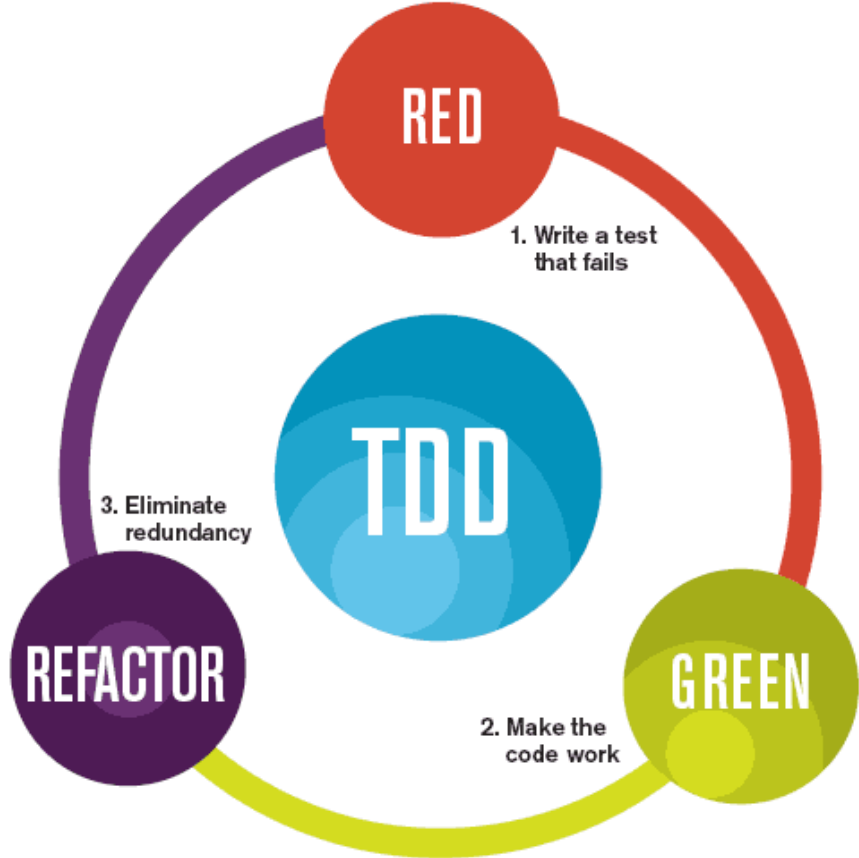 RED
1. Write a test
that fails
TDD
3. Eliminate
redundancy
REFACTOR
GREEN
2. Make the
code work